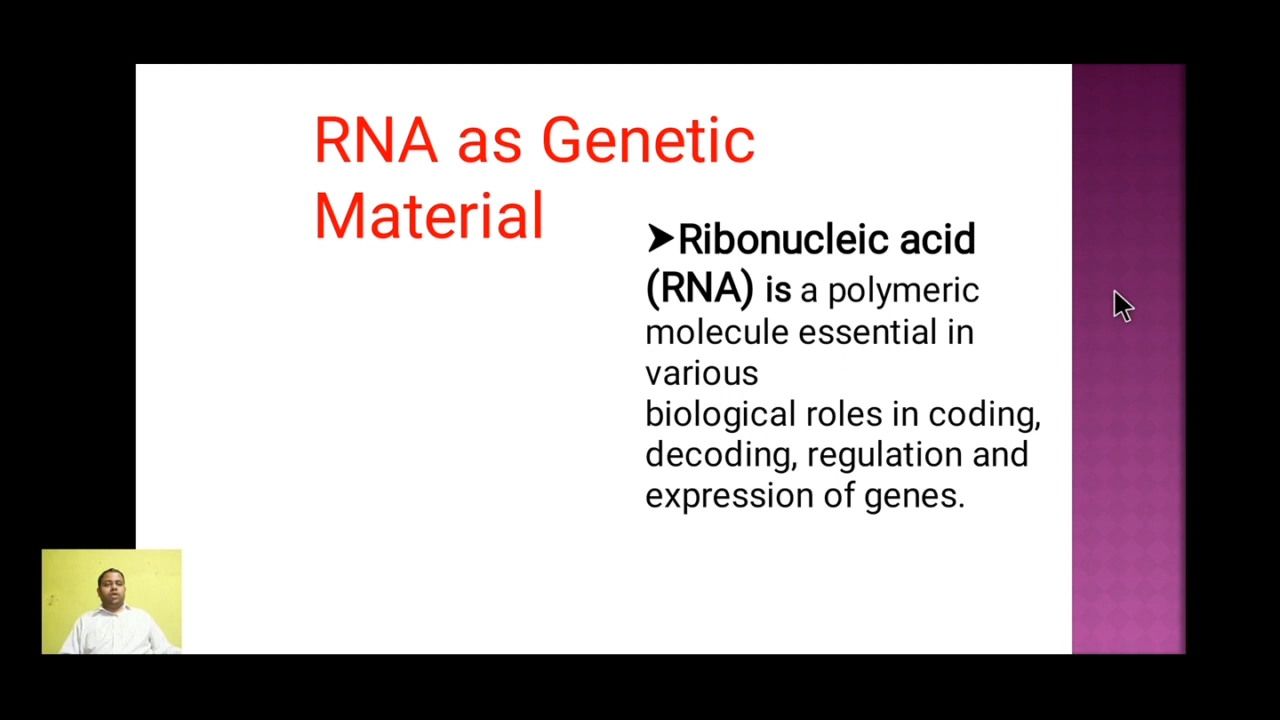 RNA as Genetic
Material
➤Ribonucleic acid
(RNA) is a polymeric
molecule essential in
various
biological roles in coding,
decoding, regulation and
expression of genes.